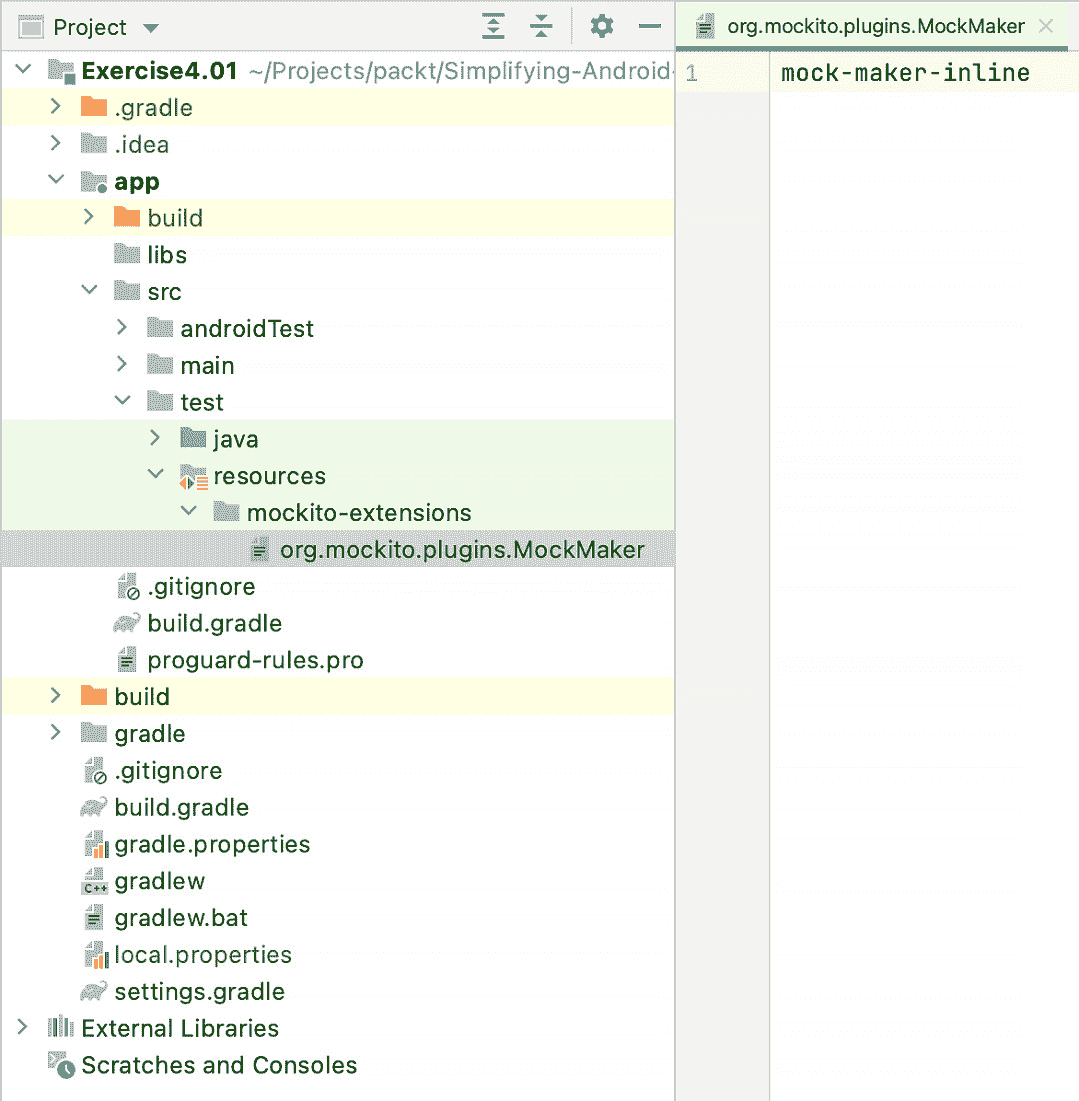 Project
Exercise4.01 ~/Projects/packt/Simplifying-Android-
.gradle
.idea
app
build
libs
src
androidTest
main
test
java
resources
mockito-extensions
org.mockito.plugins.MockMaker
.gitignore
build.gradle
proguard-rules.pro
build
gradle
.gitignore
build.gradle
gradle.properties
C++ gradlew
gradlew.bat
local.properties
settings.gradle
External Libraries
Scratches and Consoles
org.mockito.plugins.MockMaker
1 mock-maker-inline